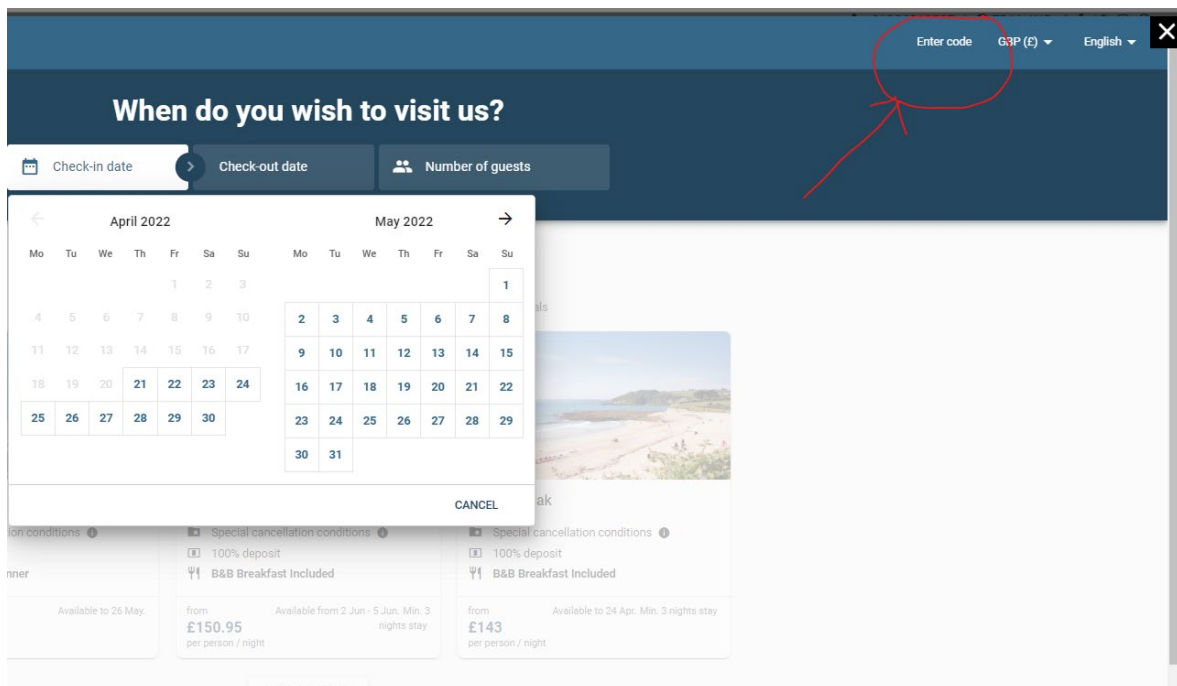 Enter code GBP (£) English
When do you wish to visit us?
Check-in date Check-out date Number of guests
April 2022 May 2022
Mo Tu We Th Fr Sa Su Mo Tu We Th Fr Sa Su
1 2 3 1
4 5 6 7 8 9 10 2 3 4 5 6 7 8
11 12 13 14 15 16 17 9 10 11 12 13 14 15
18 19 20 21 22 23 24 16 17 18 19 20 21 22
25 26 27 28 29 30 23 24 25 26 27 28 29
30 31
CANCEL
ion conditions Special cancellation conditions Special cancellation conditions
100% deposit 100% deposit
nner B&B Breakfast Included B&B Breakfast Included
Available to 26 May. from Available from 2 Jun - 5 Jun. Min. 3 from Available to 24 Apr. Min. 3 nights stay
£150.95 nights stay £143
per person / night per person / night